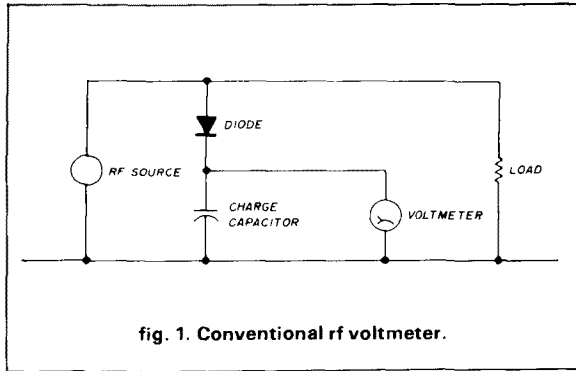 DIODE
RF SOURCE
CHARGE
CAPACITOR
VOLTMETER
LOAD
fig. 1. Conventional rf voltmeter.